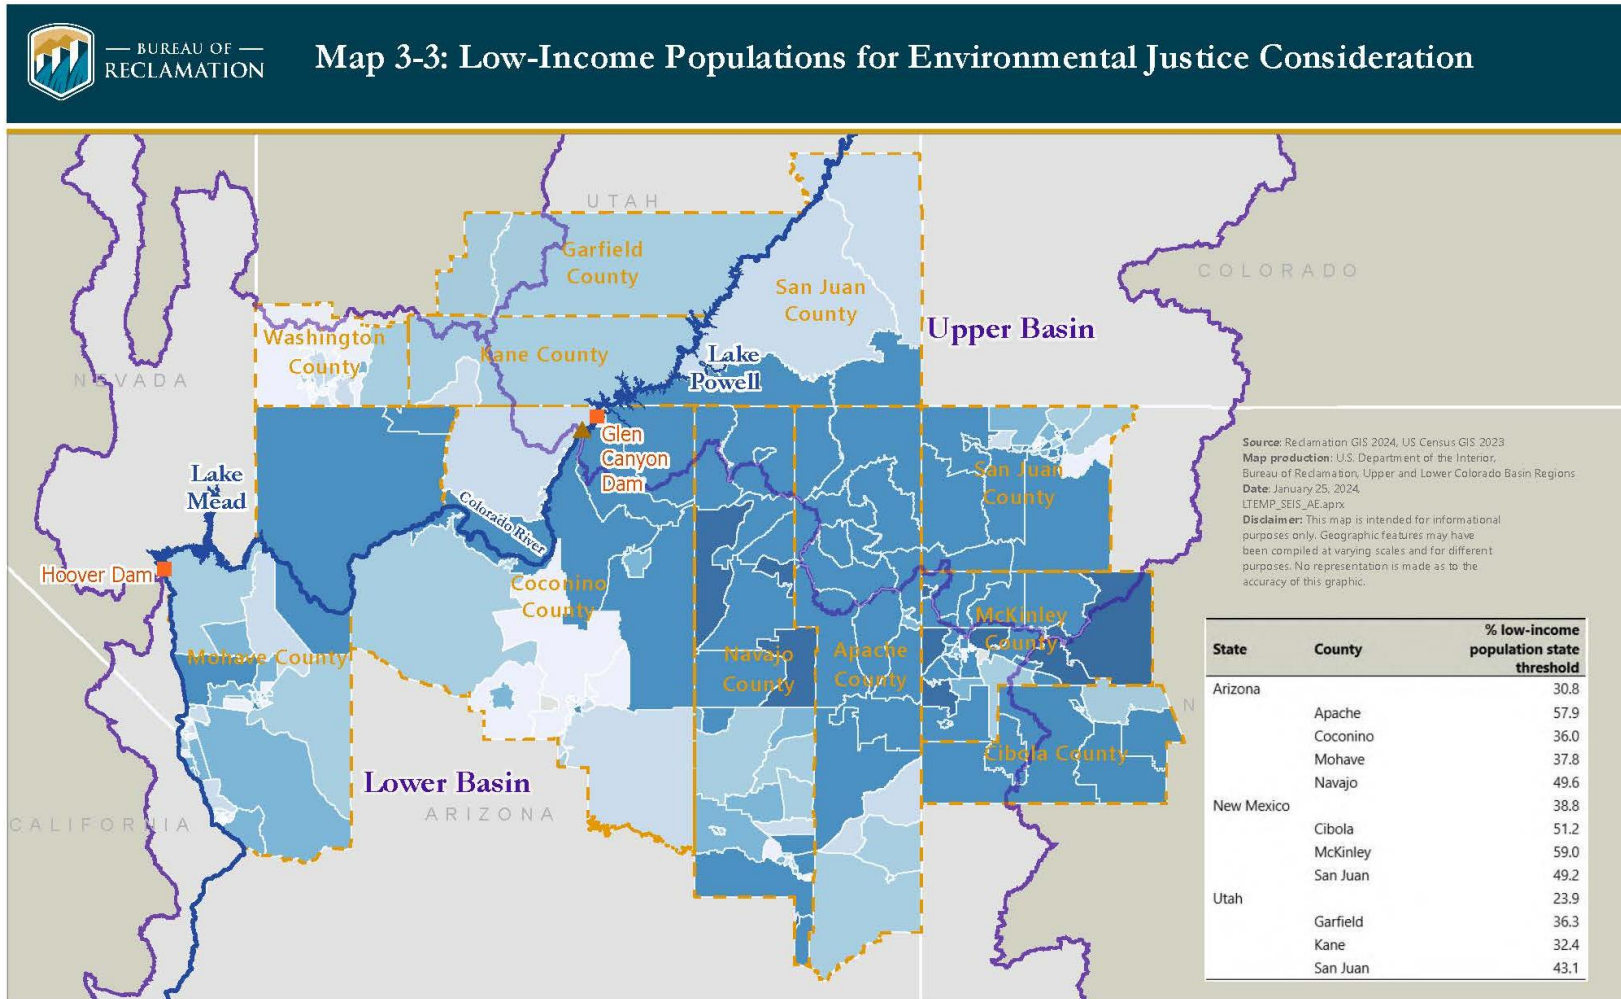 BUREAU OF
RECLAMATION
Map 3-3: Low-Income Populations for Environmental Justice Consideration
UTAH
Garfield
County
COLORADO
San Juan
County
Washington
County
Kane County
Upper Basin
Lake
Powell
NEVADA
Glen
Canyon
Dam
San Juan
County
Lake
Mead
Colorado River
Hoover Dam
Coconino
County
McKinley
County
Mohave County
Navajo
County
Apache
County
N
Cibola County
Lower Basin
ARIZONA
CALIFORNIA
Source: Reclamation GIS 2024, US Census GIS 2023
Map production: U.S. Department of the Interior,
Bureau of Reclamation, Upper and Lower Colorado Basin Regions
Date: January 25, 2024,
LTEMP_SEIS_AE.aprx
Disclaimer: This map is intended for informational
purposes only. Geographic features may have
been compiled at varying scales and for different
purposes. No representation is made as to the
accuracy of this graphic.
State County % low-income population state threshold
Arizona 30.8
Apache 57.9
Coconino 36.0
Mohave 37.8
Navajo 49.6
New Mexico 38.8
Cibola 51.2
McKinley 59.0
San Juan 49.2
Utah 23.9
Garfield 36.3
Kane 32.4
San Juan 43.1